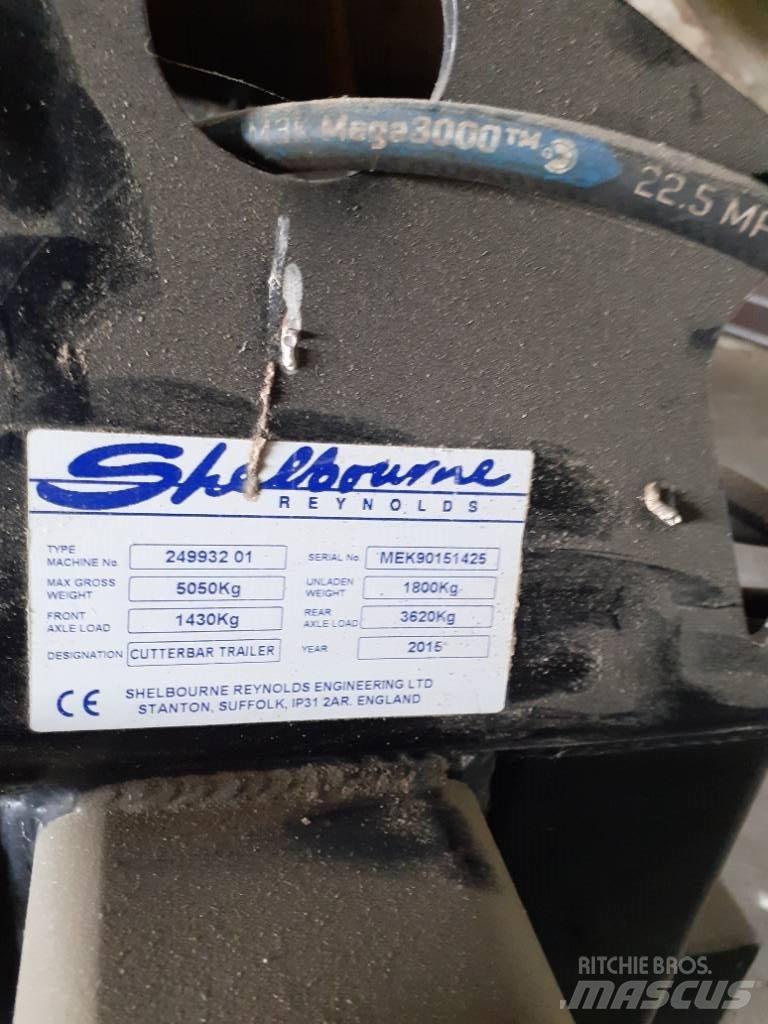 M3K Mega3000™
22.5 MP
Shelbourne
REYNOLDS
TYPE MACHINE No. 249932 01 SERIAL No. MEK90151425
MAX GROSS WEIGHT 5050Kg UNLADEN WEIGHT 1800Kg
FRONT AXLE LOAD 1430Kg REAR AXLE LOAD 3620Kg
DESIGNATION CUTTERBAR TRAILER YEAR 2015
CE SHELBOURNE REYNOLDS ENGINEERING LTD
STANTON, SUFFOLK, IP31 2AR. ENGLAND
RITCHIE BROS.
MASCUS